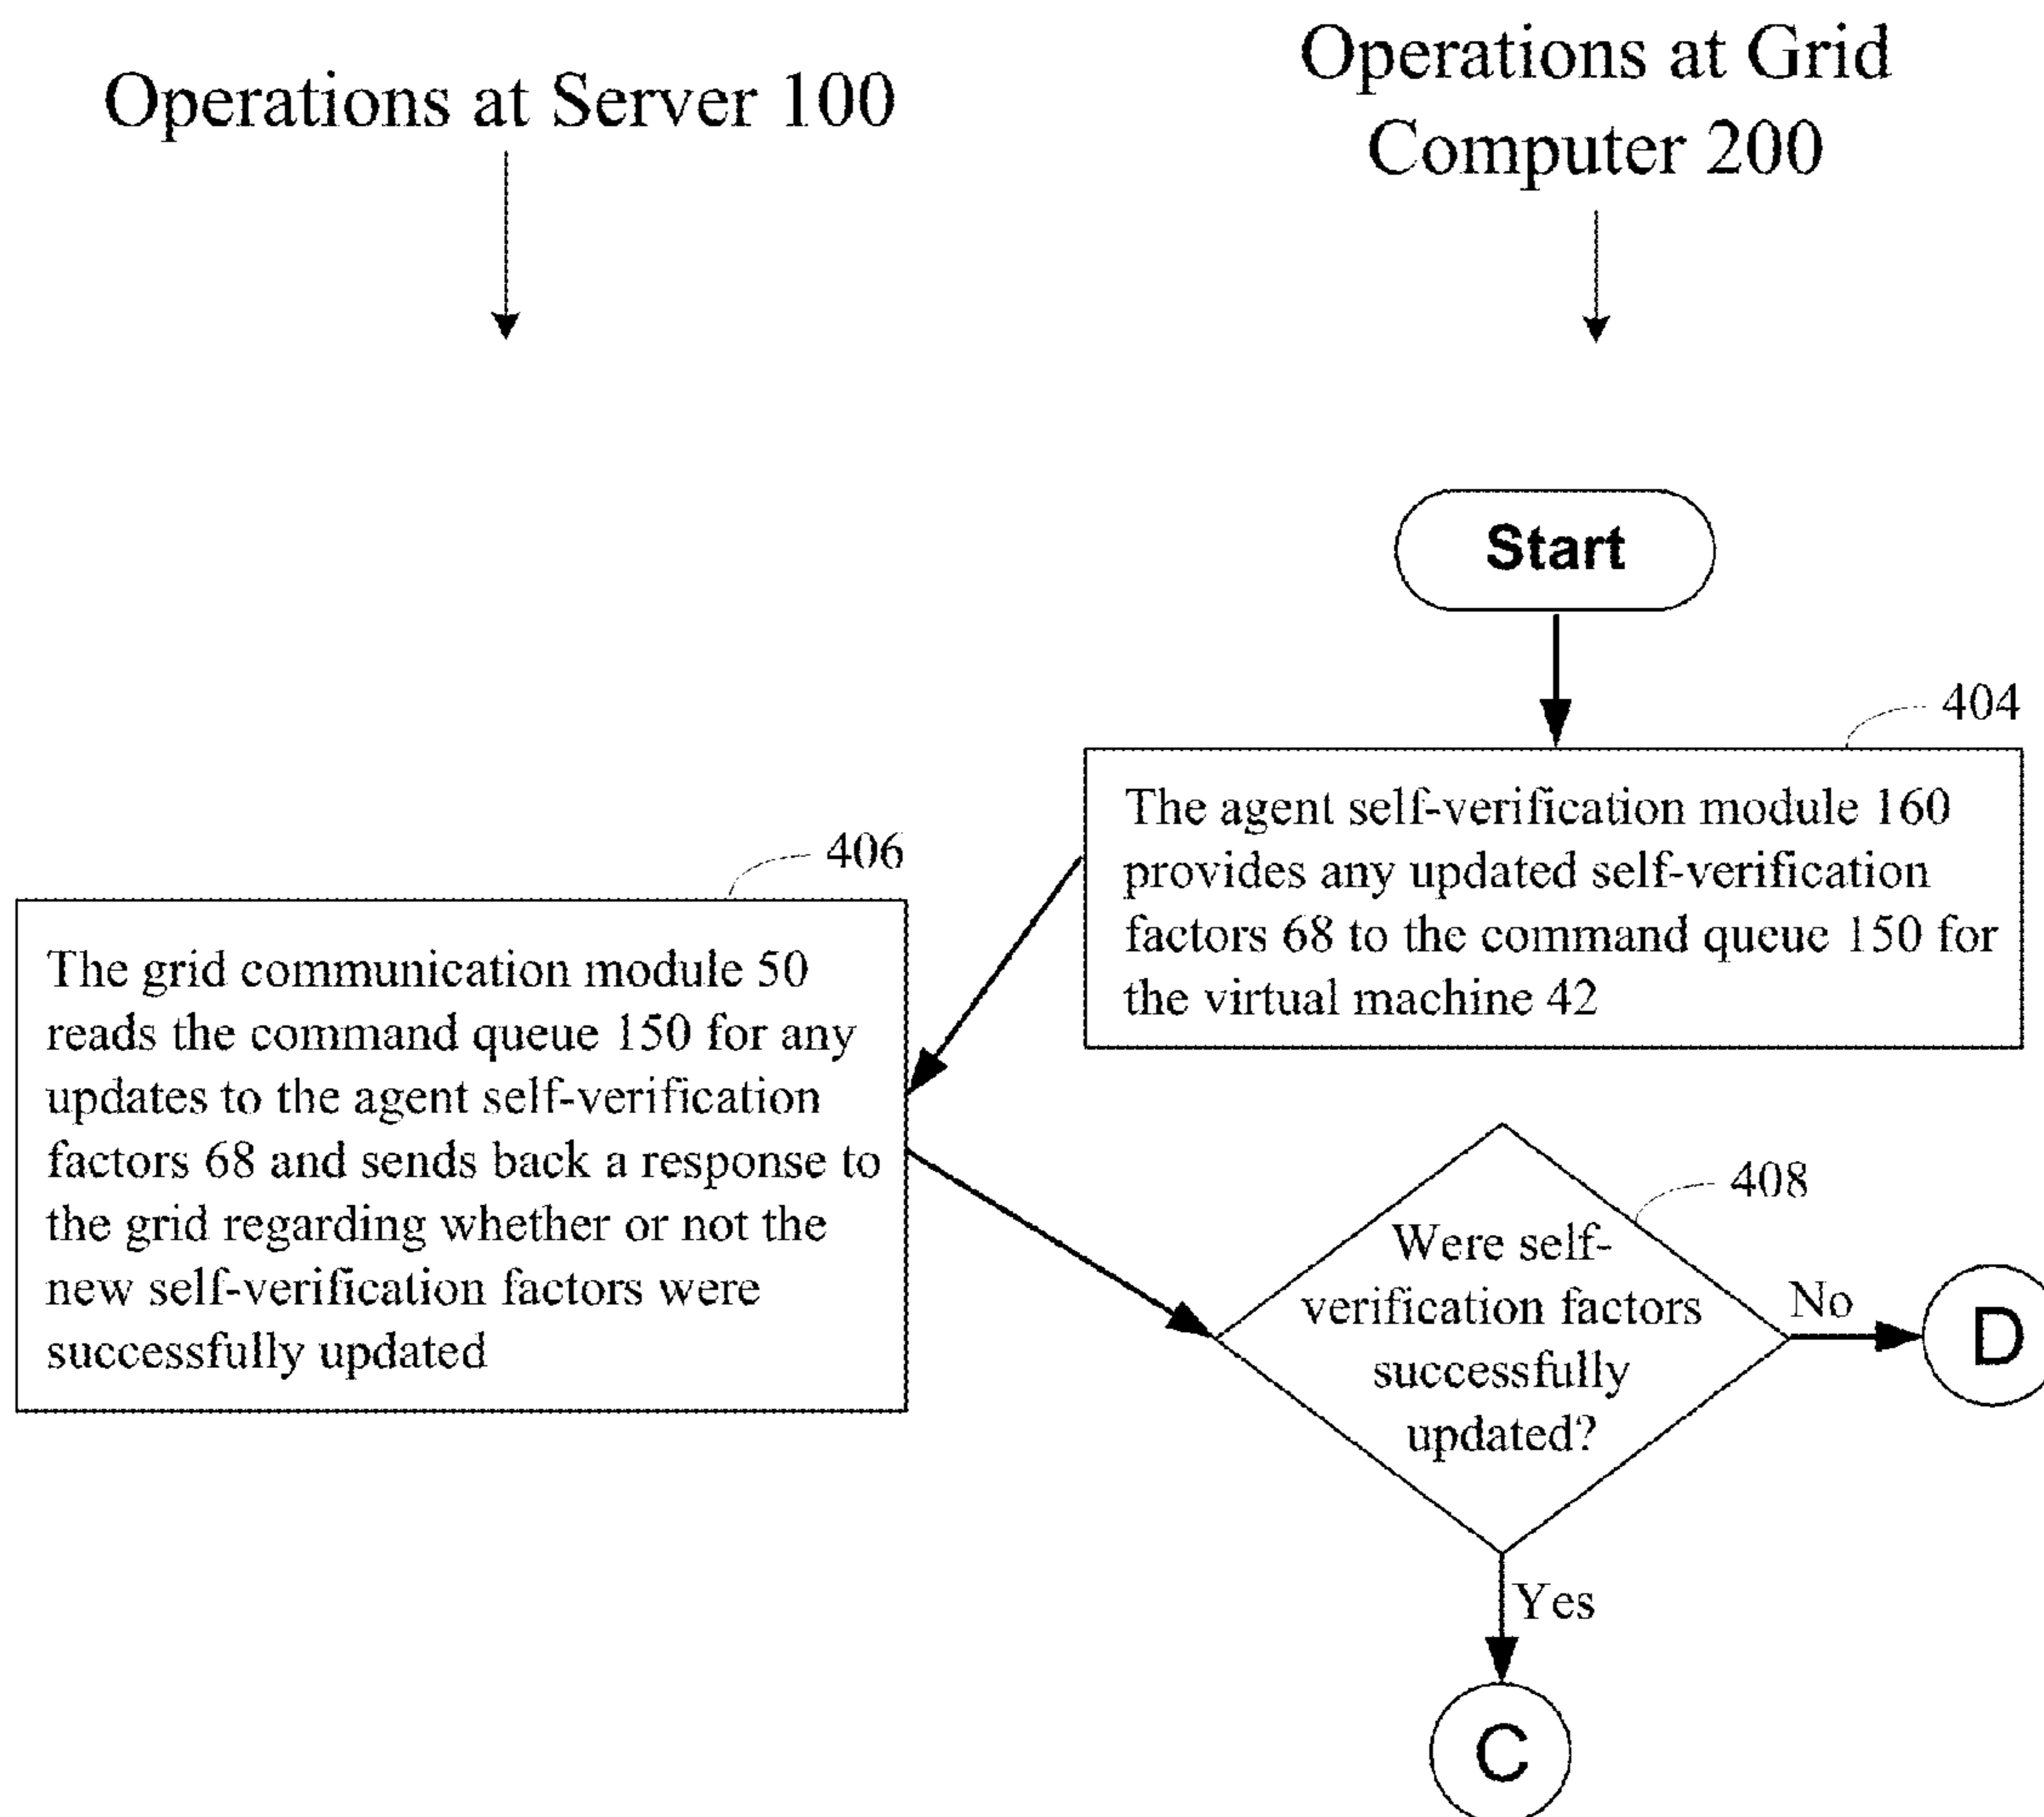 Operations at Server 100
Operations at Grid
Computer 200
Start
404
The agent self-verification module 160
provides any updated self-verification
factors 68 to the command queue 150 for
the virtual machine 42
406
The grid communication module 50
reads the command queue 150 for any
updates to the agent self-verification
factors 68 and sends back a response to
the grid regarding whether or not the
new self-verification factors were
successfully updated
408
Were self-
verification factors
successfully
updated?
No
D
Yes
C